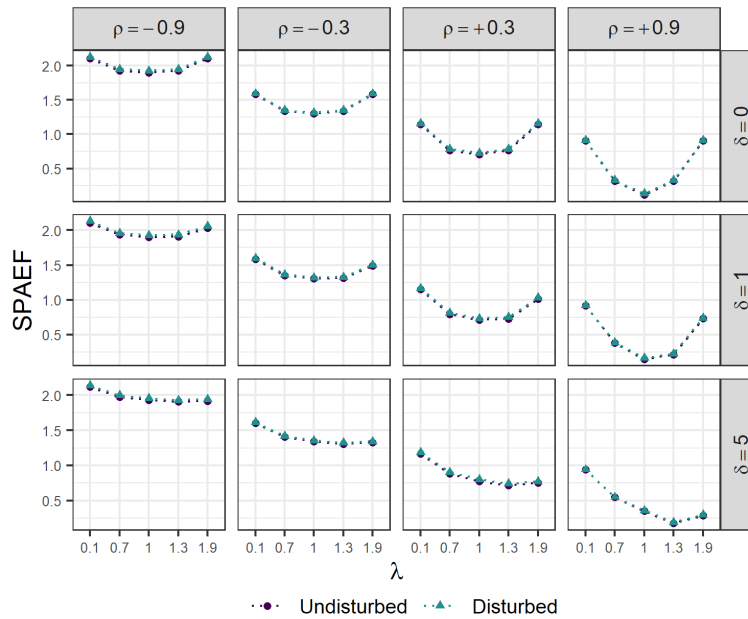 ρ = − 0.9
ρ = − 0.3
ρ = + 0.3
ρ = + 0.9
2.0
1.5
1.0
0.5
δ = 0
2.0
1.5
1.0
0.5
δ = 1
2.0
1.5
1.0
0.5
δ = 5
SPAEF
0.1 0.7 1 1.3 1.9
0.1 0.7 1 1.3 1.9
0.1 0.7 1 1.3 1.9
0.1 0.7 1 1.3 1.9
λ
Undisturbed
Disturbed